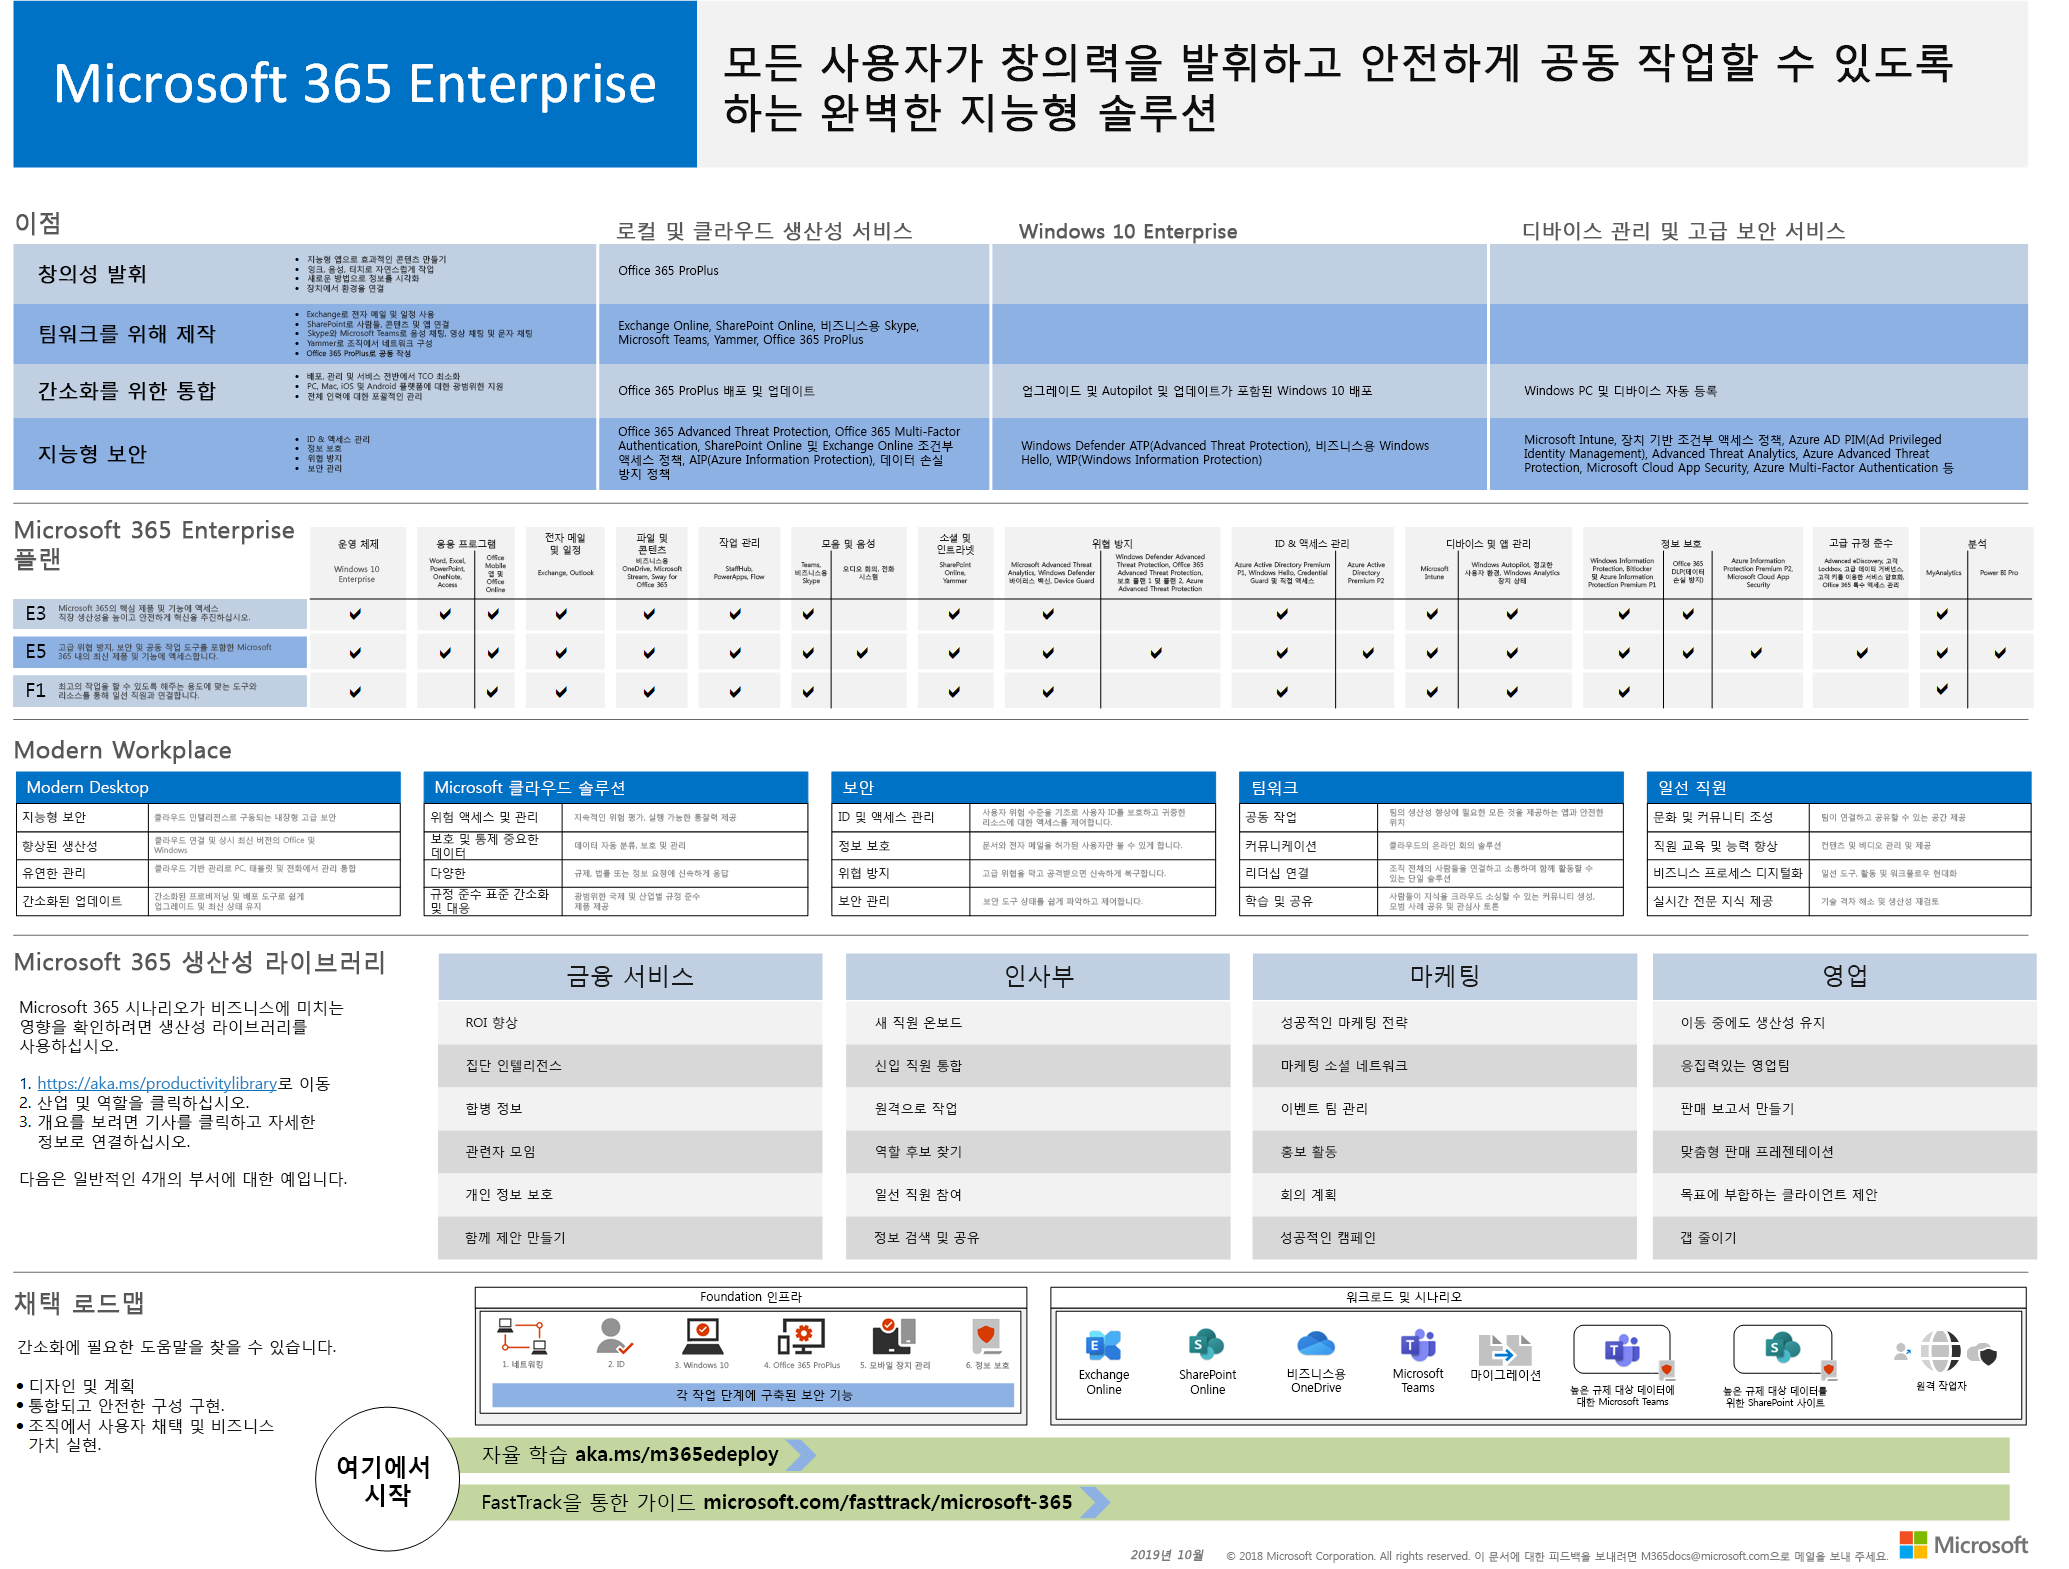 Microsoft 365 Enterprise
모든 사용자가 창의력을 발휘하고 안전하게 공동 작업할 수 있도록
하는 완벽한 지능형 솔루션
이점
로컬 및 클라우드 생산성 서비스
Windows 10 Enterprise
디바이스 관리 및 고급 보안 서비스
창의성 발휘
• 지능형 앱으로 효과적인 콘텐츠 만들기
• 잉크, 음성, 터치로 자연스럽게 작업
• 새로운 방법으로 정보를 시각화
• 장치에서 환경을 연결
Office 365 ProPlus
팀워크를 위해 제작
• Exchange로 전자 메일 및 일정 사용
• SharePoint로 사람들, 콘텐츠 및 앱 연결
• Skype와 Microsoft Teams로 음성 채팅, 영상 채팅 및 문자 채팅
• Yammer로 조직에서 네트워크 구성
• Office 365 ProPlus로 공동 작성
Exchange Online, SharePoint Online, 비즈니스용 Skype,
Microsoft Teams, Yammer, Office 365 ProPlus
간소화를 위한 통합
• 배포, 관리 및 서비스 전반에서 TCO 최소화
• PC, Mac, iOS 및 Android 플랫폼에 대한 광범위한 지원
• 전체 인력에 대한 포괄적인 관리
Office 365 ProPlus 배포 및 업데이트
업그레이드 및 Autopilot 및 업데이트가 포함된 Windows 10 배포
Windows PC 및 디바이스 자동 등록
지능형 보안
• ID & 액세스 관리
• 정보 보호
• 위협 방지
• 보안 관리
Office 365 Advanced Threat Protection, Office 365 Multi-Factor
Authentication, SharePoint Online 및 Exchange Online 조건부
액세스 정책, AIP(Azure Information Protection), 데이터 손실
방지 정책
Windows Defender ATP(Advanced Threat Protection), 비즈니스용 Windows
Hello, WIP(Windows Information Protection)
Microsoft Intune, 장치 기반 조건부 액세스 정책, Azure AD PIM(Ad Privileged
Identity Management), Advanced Threat Analytics, Azure Advanced Threat
Protection, Microsoft Cloud App Security, Azure Multi-Factor Authentication 등
Microsoft 365 Enterprise
플랜
운영 체제
Windows 10
Enterprise
응용 프로그램
Word, Excel,
PowerPoint,
OneNote,
Access
Office
Mobile
앱 및
Office
Online
전자 메일
및 일정
Exchange, Outlook
파일 및
콘텐츠
비즈니스용
OneDrive, Microsoft
Stream, Sway for
Office 365
작업 관리
StaffHub,
PowerApps, Flow
모음 및 음성
Teams,
비즈니스용
Skype
오디오 회의, 전화
시스템
소셜 및
인트라넷
SharePoint
Online,
Yammer
위협 방지
Microsoft Advanced Threat
Analytics, Windows Defender
바이러스 백신, Device Guard
Windows Defender Advanced
Threat Protection, Office 365
Advanced Threat Protection,
보호 플랜 1 및 플랜 2, Azure
Advanced Threat Protection
ID & 액세스 관리
Azure Active Directory Premium
P1, Windows Hello, Credential
Guard 및 직접 액세스
Azure Active
Directory
Premium P2
디바이스 및 앱 관리
Microsoft
Intune
Windows Autopilot, 정교한
사용자 환경, Windows Analytics
장치 상태
정보 보호
Windows Information
Protection, Bitlocker
및 Azure Information
Protection Premium P1
Office 365
DLP(데이터
손실 방지)
Azure Information
Protection Premium P2,
Microsoft Cloud App
Security
고급 규정 준수
Advanced eDiscovery, 고객
Lockbox, 고급 데이터 거버넌스,
고객 키를 이용한 서비스 암호화,
Office 365 특수 액세스 관리
분석
MyAnalytics
Power BI Pro
E3
Microsoft 365의 핵심 제품 및 기능에 액세스
직장 생산성을 높이고 안전하게 혁신을 추진하십시오.
E5
고급 위협 방지, 보안 및 공동 작업 도구를 포함한 Microsoft
365 내의 최신 제품 및 기능에 액세스합니다.
F1
최고의 작업을 할 수 있도록 해주는 용도에 맞는 도구와
리소스를 통해 일선 직원과 연결합니다.
Modern Workplace
Modern Desktop
지능형 보안
클라우드 인텔리전스로 구동되는 내장형 고급 보안
향상된 생산성
클라우드 연결 및 상시 최신 버전의 Office 및
Windows
유연한 관리
클라우드 기반 관리로 PC, 태블릿 및 전화에서 관리 통합
간소화된 업데이트
간소화된 프로비저닝 및 배포 도구로 쉽게
업그레이드 및 최신 상태 유지
Microsoft 클라우드 솔루션
위험 액세스 및 관리
지속적인 위험 평가, 실행 가능한 통찰력 제공
보호 및 통제 중요한
데이터
데이터 자동 분류, 보호 및 관리
다양한
규제, 법률 또는 정보 요청에 신속하게 응답
규정 준수 표준 간소화
및 대응
광범위한 국제 및 산업별 규정 준수
제품 제공
보안
ID 및 액세스 관리
사용자 위험 수준을 기초로 사용자 ID를 보호하고 귀중한
리소스에 대한 액세스를 제어합니다.
정보 보호
문서와 전자 메일을 허가된 사용자만 볼 수 있게 합니다.
위협 방지
고급 위협을 막고 공격받으면 신속하게 복구합니다.
보안 관리
보안 도구 상태를 쉽게 파악하고 제어합니다.
팀워크
공동 작업
팀의 생산성 향상에 필요한 모든 것을 제공하는 앱과 안전한
위치
커뮤니케이션
클라우드의 온라인 회의 솔루션
리더십 연결
조직 전체의 사람들을 연결하고 소통하며 함께 활동할 수
있는 단일 솔루션
학습 및 공유
사람들이 지식을 크라우드 소싱할 수 있는 커뮤니티 생성,
모범 사례 공유 및 관심사 토론
일선 직원
문화 및 커뮤니티 조성
팀이 연결하고 공유할 수 있는 공간 제공
직원 교육 및 능력 향상
컨텐츠 및 비디오 관리 및 제공
비즈니스 프로세스 디지털화
일선 도구, 활동 및 워크플로우 현대화
실시간 전문 지식 제공
기술 격차 해소 및 생산성 재검토
Microsoft 365 생산성 라이브러리
Microsoft 365 시나리오가 비즈니스에 미치는
영향을 확인하려면 생산성 라이브러리를
사용하십시오.
1. https://aka.ms/productivitylibrary로 이동
2. 산업 및 역할을 클릭하십시오.
3. 개요를 보려면 기사를 클릭하고 자세한
정보로 연결하십시오.
다음은 일반적인 4개의 부서에 대한 예입니다.
금융 서비스
ROI 향상
집단 인텔리전스
합병 정보
관련자 모임
개인 정보 보호
함께 제안 만들기
인사부
새 직원 온보드
신입 직원 통합
원격으로 작업
역할 후보 찾기
일선 직원 참여
정보 검색 및 공유
마케팅
성공적인 마케팅 전략
마케팅 소셜 네트워크
이벤트 팀 관리
홍보 활동
회의 계획
성공적인 캠페인
영업
이동 중에도 생산성 유지
응집력있는 영업팀
판매 보고서 만들기
맞춤형 판매 프레젠테이션
목표에 부합하는 클라이언트 제안
갭 줄이기
채택 로드맵
간소화에 필요한 도움말을 찾을 수 있습니다.
• 디자인 및 계획
• 통합되고 안전한 구성 구현.
• 조직에서 사용자 채택 및 비즈니스
가치 실현.
Foundation 인프라
1. 네트워킹
2. ID
3. Windows 10
4. Office 365 ProPlus
5. 모바일 장치 관리
6. 정보 보호
각 작업 단계에 구축된 보안 기능
워크로드 및 시나리오
Exchange
Online
SharePoint
Online
비즈니스용
OneDrive
Microsoft
Teams
마이그레이션
높은 규제 대상 데이터에
대한 Microsoft Teams
높은 규제 대상 데이터를
위한 SharePoint 사이트
원격 작업자
여기에서
시작
자율 학습 aka.ms/m365edeploy
FastTrack을 통한 가이드 microsoft.com/fasttrack/microsoft-365
2019년 10월
© 2018 Microsoft Corporation. All rights reserved. 이 문서에 대한 피드백을 보내려면 M365docs@microsoft.com으로 메일을 보내 주세요.
Microsoft